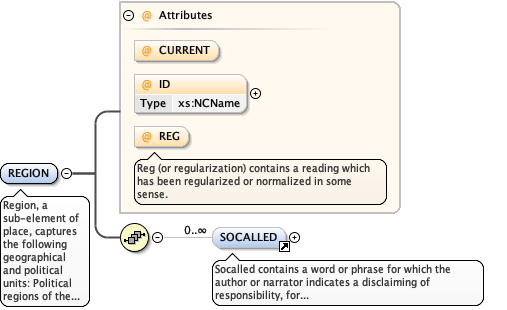 Attributes
@ CURRENT
@ ID
Type xs:NCName
@ REG
Reg (or regularization) contains a reading which
has been regularized or normalized in some
sense.
REGION
Region, a
sub-element of
place, captures
the following
geographical
and political
units: Political
regions of the...
0..∞
SOCALLED
Socalled contains a word or phrase for which the
author or narrator indicates a disclaiming of
responsibility, for...